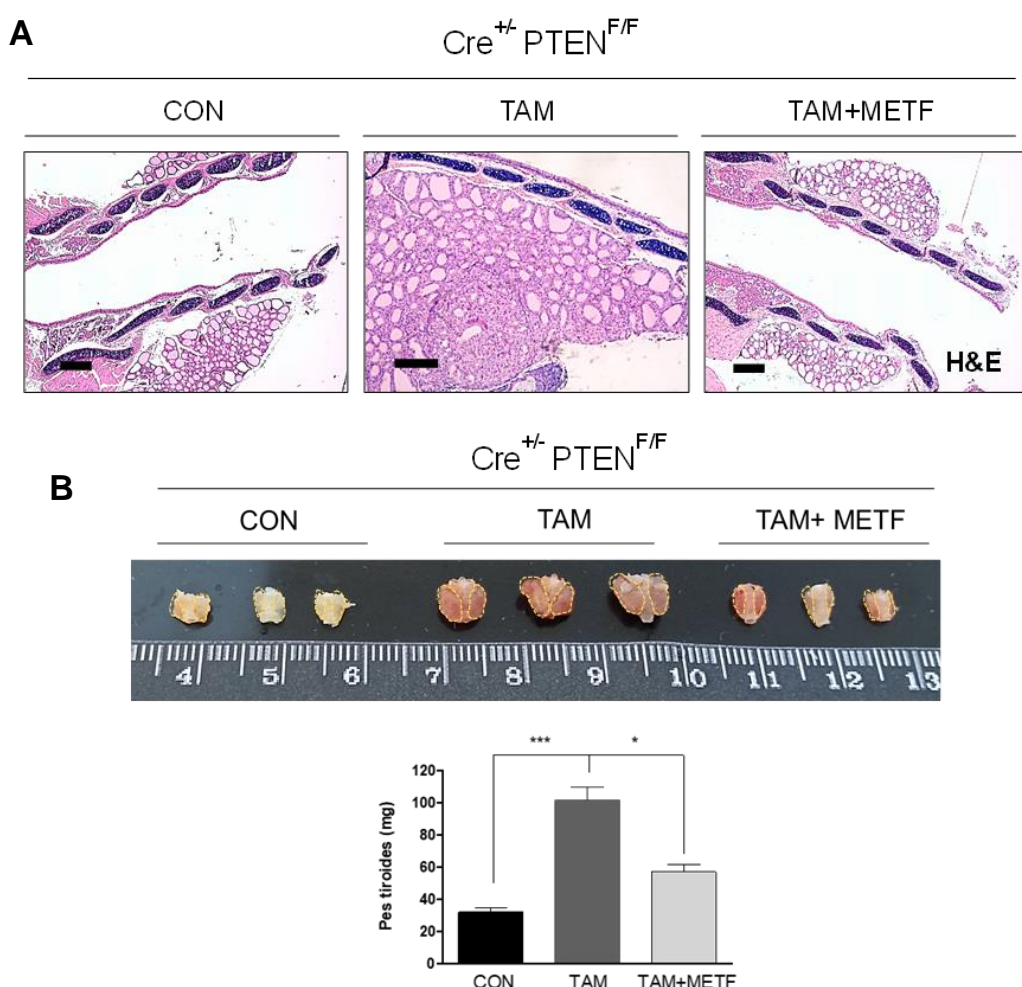 A
Cre+/- PTENF/F
CON TAM TAM+METF
H&E
Cre+/- PTENF/F
B
CON TAM TAM+ METF
4 5 6 7 8 9 10 11 12 13
*** *
120
100
80
60
40
20
0
Pes tiroides (mg)
CON TAM TAM+METF